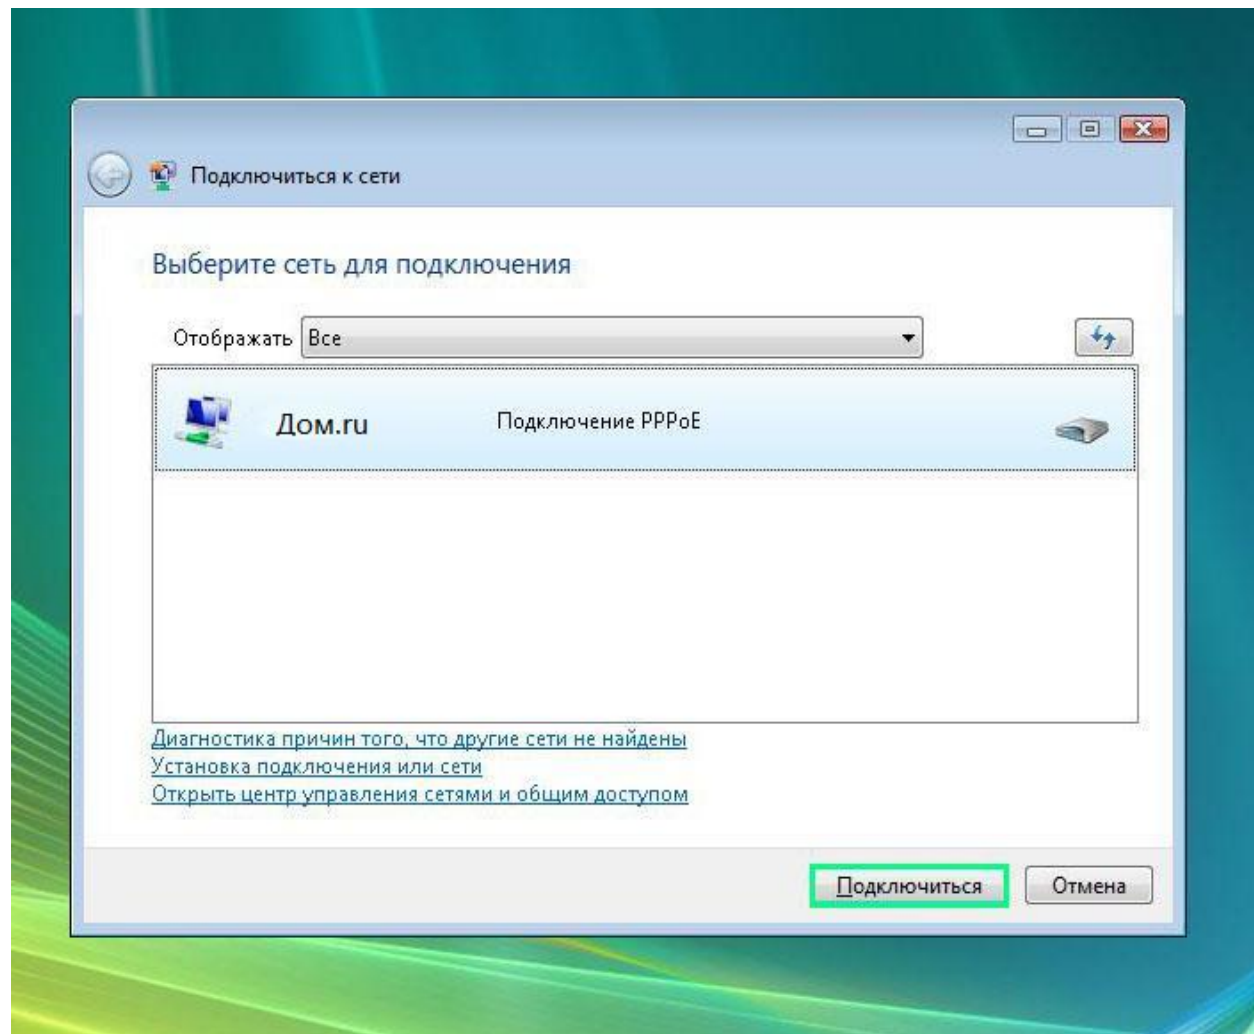 Подключиться к сети
Выберите сеть для подключения
Отображать Все
Дом.ru Подключение PPPoE
Диагностика причин того, что другие сети не найдены
Установка подключения или сети
Открыть центр управления сетями и общим доступом
Подключиться Отмена